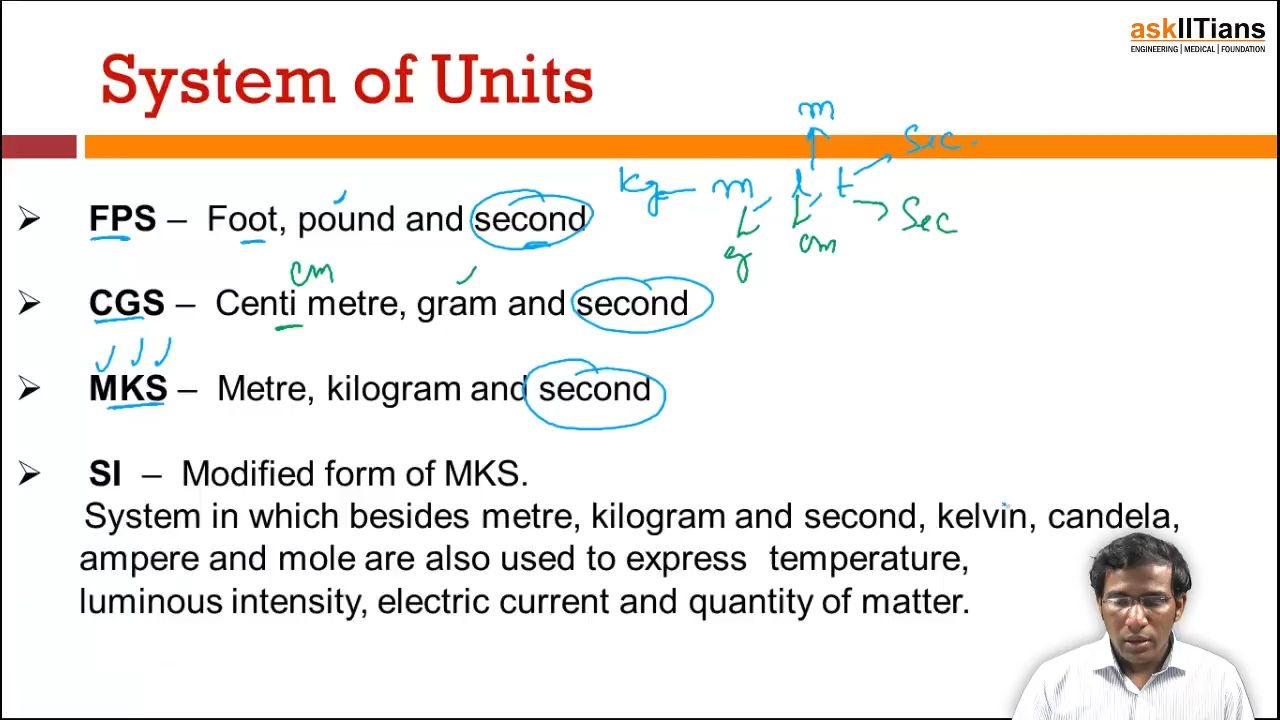 askIITians
ENGINEERING | MEDICAL | FOUNDATION
System of Units
m
Sec.
kg m l t
Sec
g cm
FPS – Foot, pound and second
cm
CGS – Centi metre, gram and second
MKS – Metre, kilogram and second
SI – Modified form of MKS.
System in which besides metre, kilogram and second, kelvin, candela,
ampere and mole are also used to express temperature,
luminous intensity, electric current and quantity of matter.